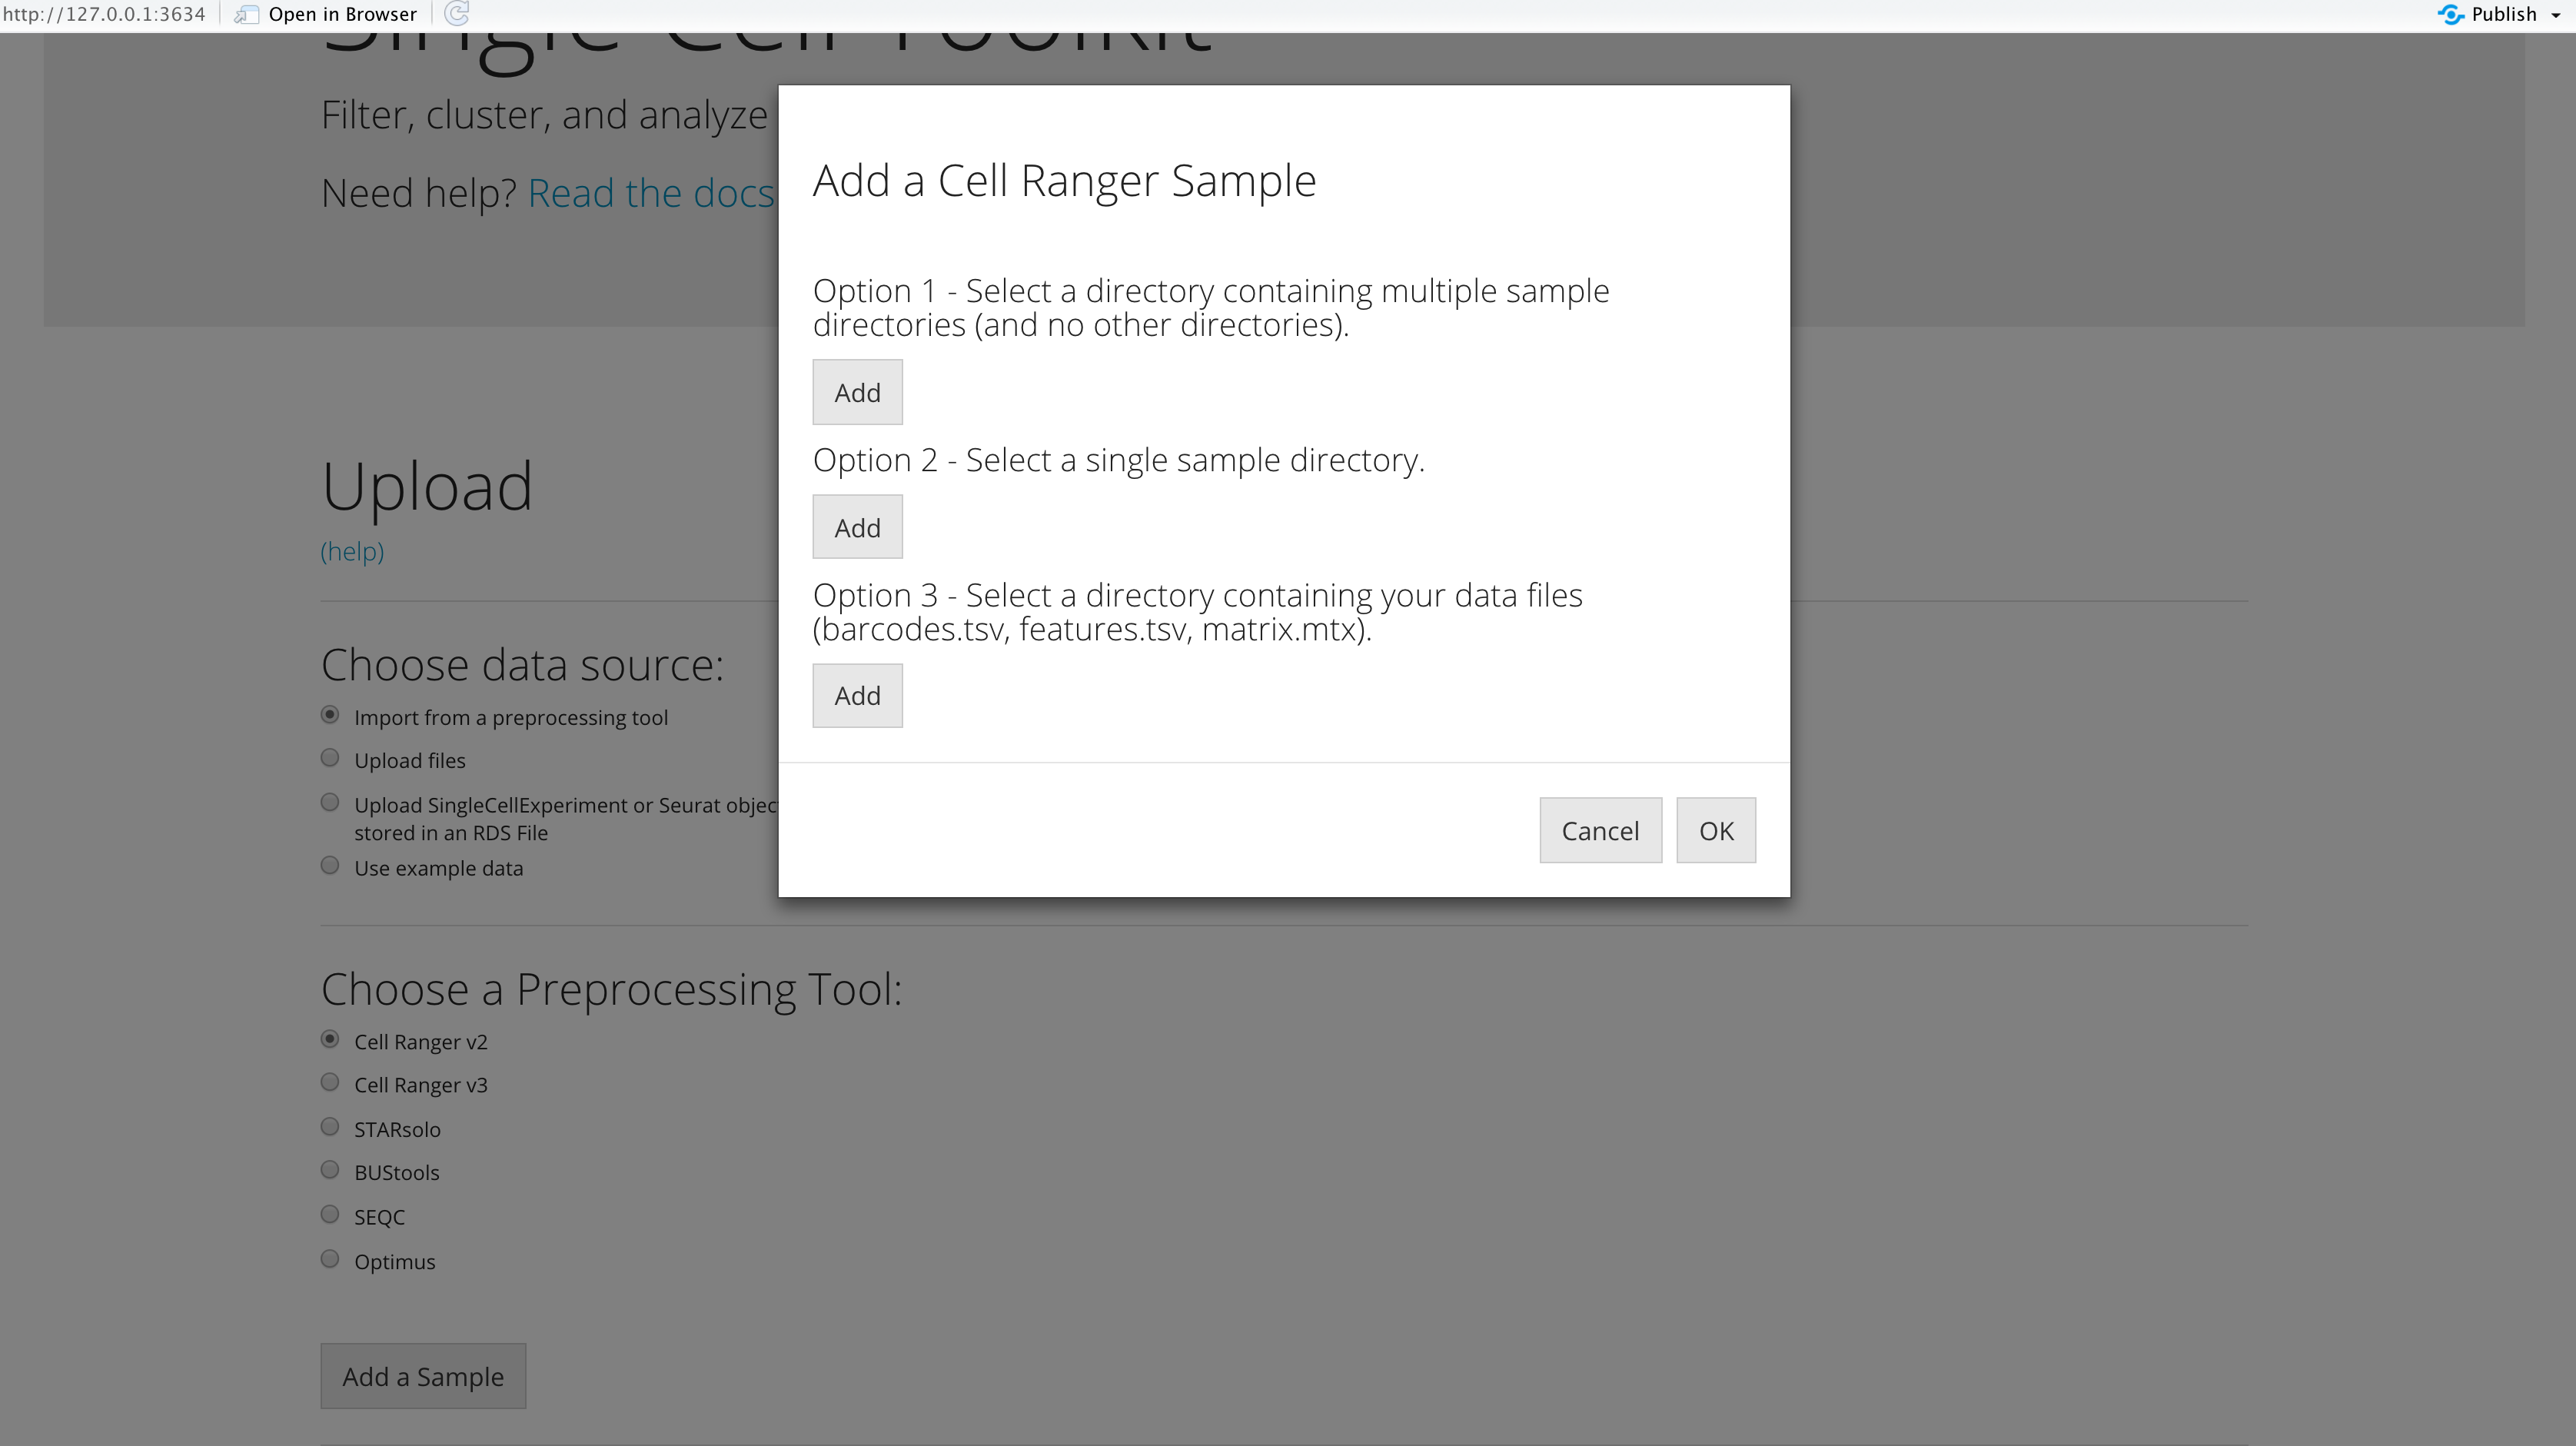 http://127.0.0.1:3634 Open in Browser Publish
Single Cell Toolkit
Filter, cluster, and analyze
Need help? Read the docs
Add a Cell Ranger Sample
Option 1 - Select a directory containing multiple sample
directories (and no other directories).
Add
Option 2 - Select a single sample directory.
Add
Option 3 - Select a directory containing your data files
(barcodes.tsv, features.tsv, matrix.mtx).
Add
Cancel OK
Upload
(help)
Choose data source:
Import from a preprocessing tool
Upload files
Upload SingleCellExperiment or Seurat objec
stored in an RDS File
Use example data
Choose a Preprocessing Tool:
Cell Ranger v2
Cell Ranger v3
STARsolo
BUStools
SEQC
Optimus
Add a Sample